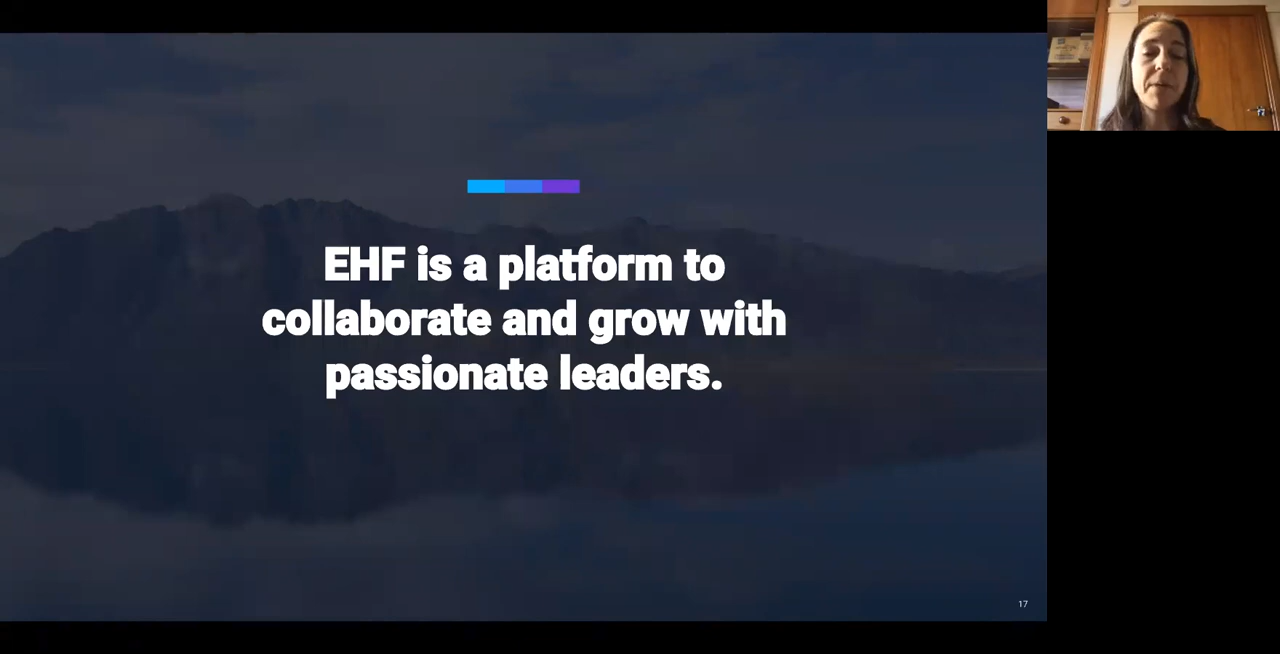 EHF is a platform to
collaborate and grow with
passionate leaders.
17